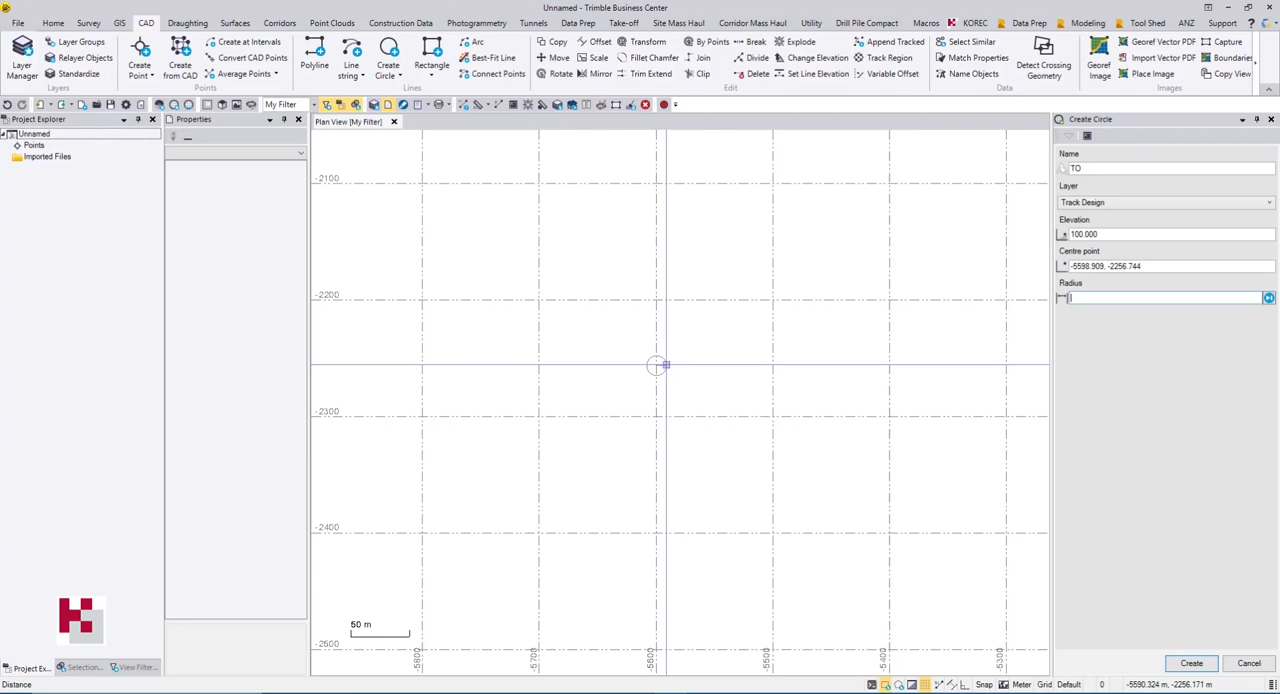 Unnamed - Trimble Business Center
File Home Survey GIS CAD Draughting Surfaces Corridors Point Clouds Construction Data Photogrammetry Tunnels Data Prep Take-off Site Mass Haul Corridor Mass Haul Utility Drill Pile Compact Macros KOREC Data Prep Modeling Tool Shed ANZ Support
Layer Manager
Layer Groups
Relayer Objects
Standardize
Layers
Create Point
Create from CAD
Create at Intervals
Convert CAD Points
Average Points
Points
Polyline
Line string
Create Circle
Rectangle
Arc
Best-Fit Line
Connect Points
Lines
Copy Offset Transform By Points Break Explode Append Tracked
Move Scale Fillet Chamfer Join Divide Change Elevation Track Region
Rotate Mirror Trim Extend Clip Delete Set Line Elevation Variable Offset
Edit
Select Similar
Match Properties
Name Objects
Detect Crossing Geometry
Data
Georef Image
Georef Vector PDF
Import Vector PDF
Place Image
Capture
Boundaries
Copy View
Images
My Filter
Project Explorer
Unnamed
Points
Imported Files
Properties
Plan View [My Filter]
-2100
-2200
-2300
-2400
-2500
-5800
-5700
-5600
-5500
-5400
-5300
50 m
Create Circle
Name
TO
Layer
Track Design
Elevation
100.000
Centre point
-5598.909, -2256.744
Radius
Create Cancel
Project Ex... Selection... View Filter...
Distance
Snap Meter Grid Default 0 -5590.324 m, -2256.171 m